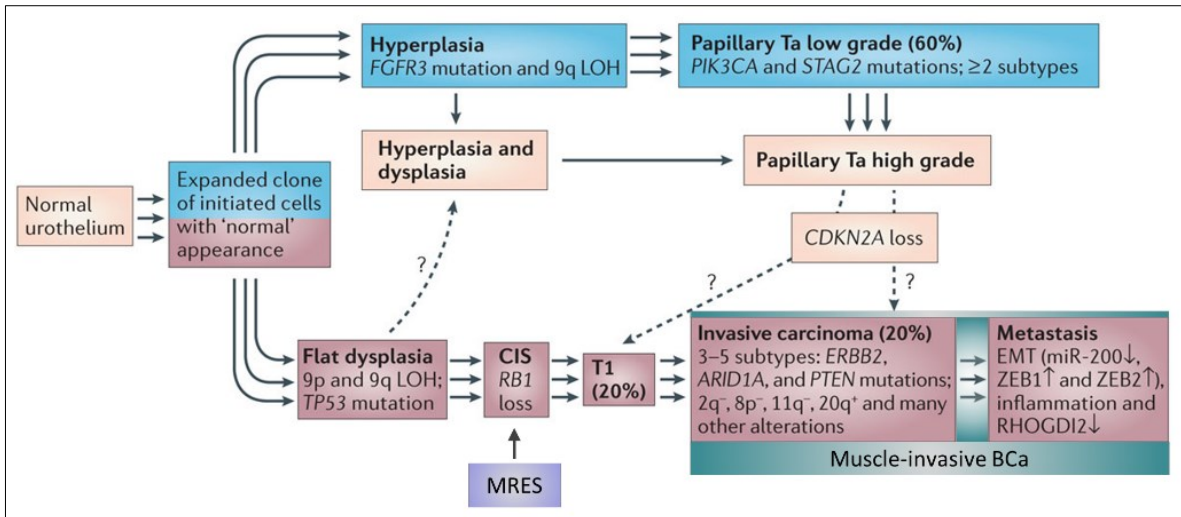 Hyperplasia
FGFR3 mutation and 9q LOH
Papillary Ta low grade (60%)
PIK3CA and STAG2 mutations; ≥2 subtypes
Hyperplasia and
dysplasia
Papillary Ta high grade
Normal
urothelium
Expanded clone
of initiated cells
with ‘normal’
appearance
CDKN2A loss
?
?
?
Flat dysplasia
9p and 9q LOH;
TP53 mutation
CIS
RB1
loss
T1
(20%)
Invasive carcinoma (20%)
3–5 subtypes: ERBB2,
ARID1A, and PTEN mutations;
2q⁻, 8p⁻, 11q⁻, 20q⁺ and many
other alterations
Metastasis
EMT (miR-200↓,
ZEB1↑ and ZEB2↑),
inflammation and
RHOGDI2↓
Muscle-invasive BCa
MRES